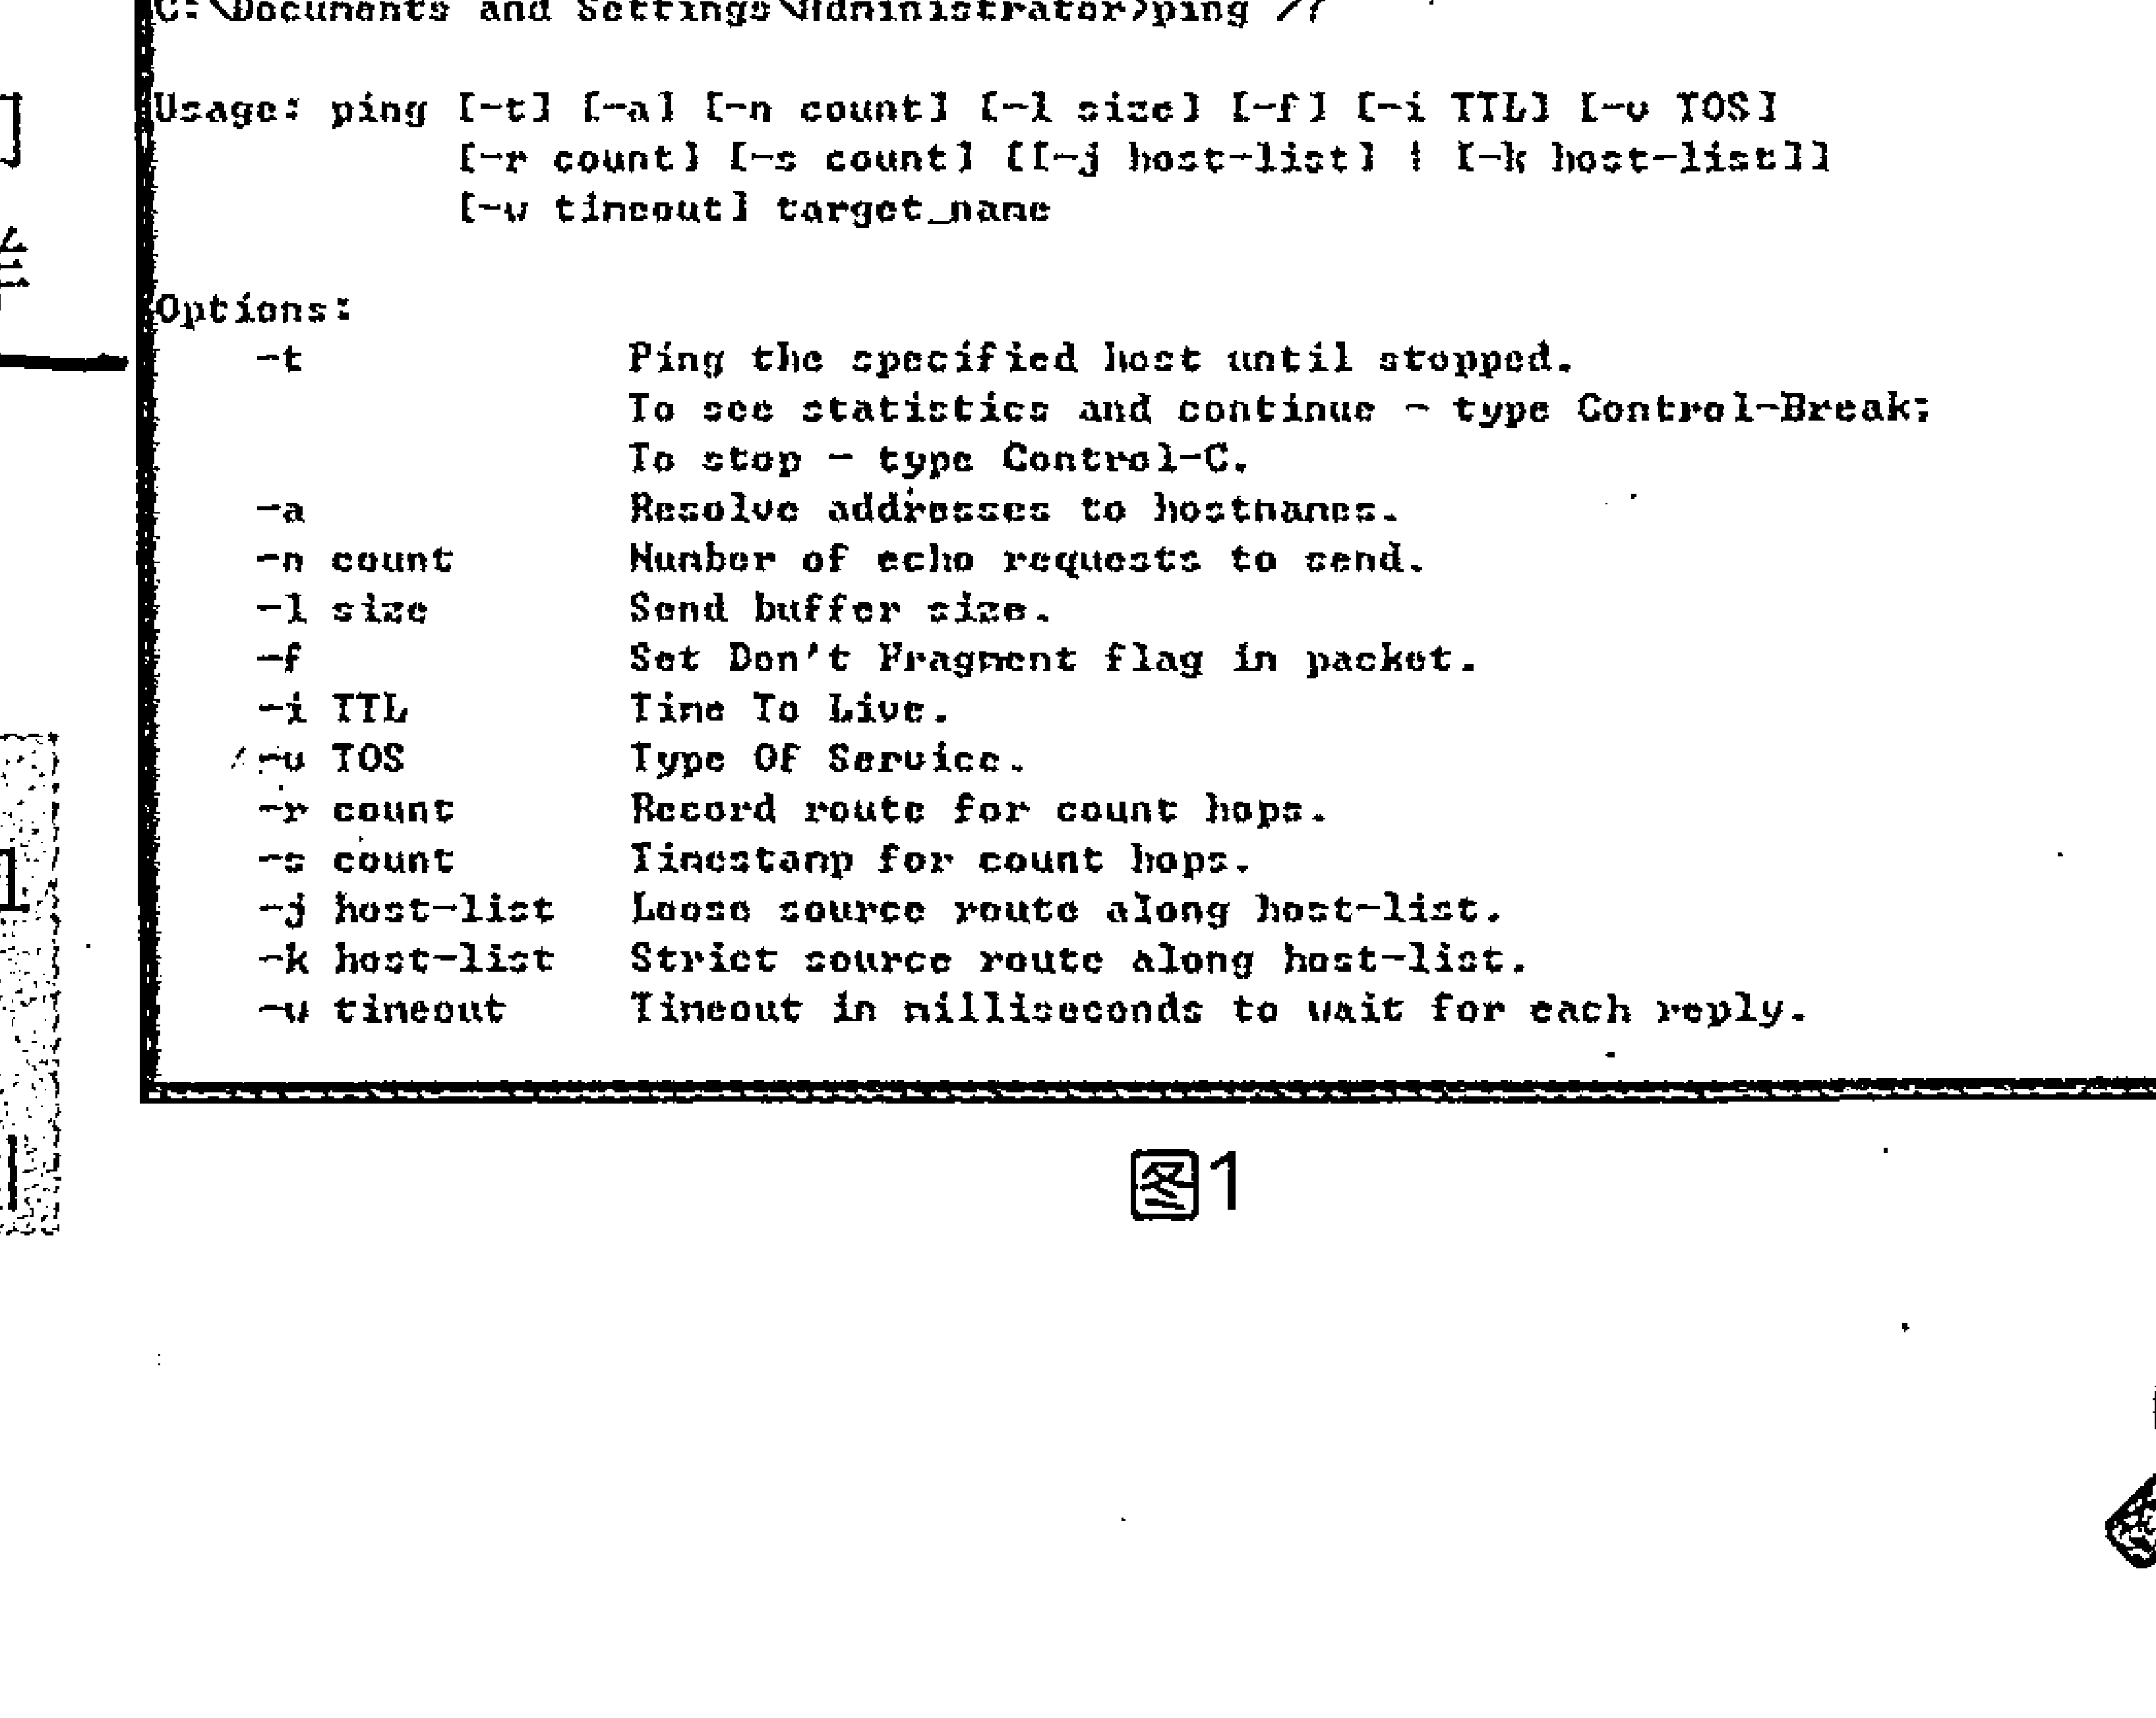 C:\Documents and Settings\Administrator>ping /?
Usage: ping [-t] [-a] [-n count] [-l size] [-f] [-i TTL] [-v TOS]
[-r count] [-s count] [[-j host-list] | [-k host-list]]
[-w timeout] target_name
Options:
-t Ping the specified host until stopped.
To see statistics and continue - type Control-Break;
To stop - type Control-C.
-a Resolve addresses to hostnames.
-n count Number of echo requests to send.
-l size Send buffer size.
-f Set Don't Fragment flag in packet.
-i TTL Time To Live.
-v TOS Type Of Service.
-r count Record route for count hops.
-s count Timestamp for count hops.
-j host-list Loose source route along host-list.
-k host-list Strict source route along host-list.
-w timeout Timeout in milliseconds to wait for each reply.
图1